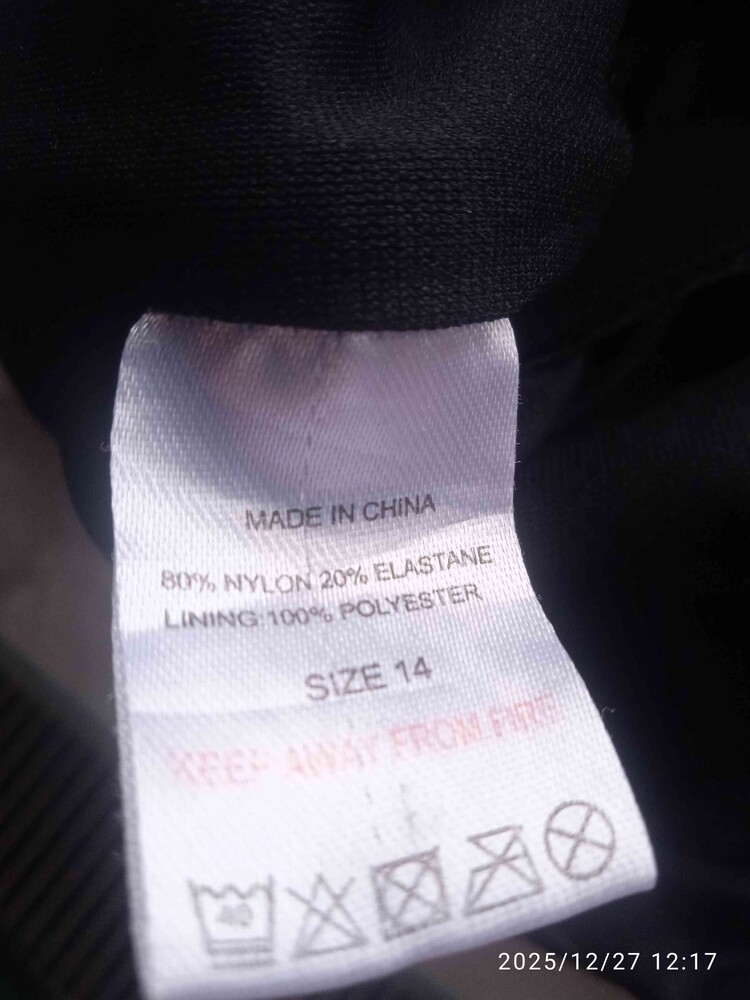 MADE IN CHINA
80% NYLON 20% ELASTANE
LINING:100% POLYESTER
SIZE 14
KEEP AWAY FROM FIRE
40
2025/12/27 12:17